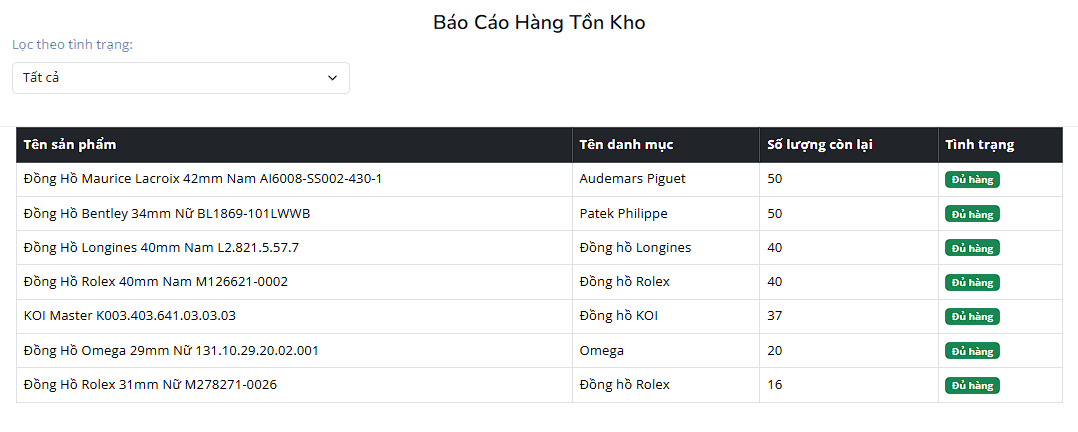 Báo Cáo Hàng Tồn Kho
Lọc theo tình trạng:
Tất cả
Tên sản phẩm Tên danh mục Số lượng còn lại Tình trạng
Đồng Hồ Maurice Lacroix 42mm Nam AI6008-SS002-430-1 Audemars Piguet 50 Đủ hàng
Đồng Hồ Bentley 34mm Nữ BL1869-101LWWB Patek Philippe 50 Đủ hàng
Đồng Hồ Longines 40mm Nam L2.821.5.57.7 Đồng hồ Longines 40 Đủ hàng
Đồng Hồ Rolex 40mm Nam M126621-0002 Đồng hồ Rolex 40 Đủ hàng
KOI Master K003.403.641.03.03.03 Đồng hồ KOI 37 Đủ hàng
Đồng Hồ Omega 29mm Nữ 131.10.29.20.02.001 Omega 20 Đủ hàng
Đồng Hồ Rolex 31mm Nữ M278271-0026 Đồng hồ Rolex 16 Đủ hàng